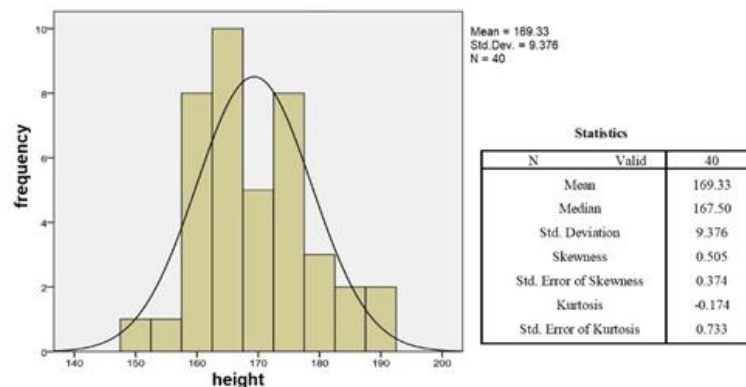 Mean = 169.33
Std.Dev. = 9.376
N = 40
frequency
10
8
6
4
2
0
140 150 160 170 180 190 200
height
Statistics
N Valid 40
Mean 169.33
Median 167.50
Std. Deviation 9.376
Skewness 0.505
Std. Error of Skewness 0.374
Kurtosis -0.174
Std. Error of Kurtosis 0.733